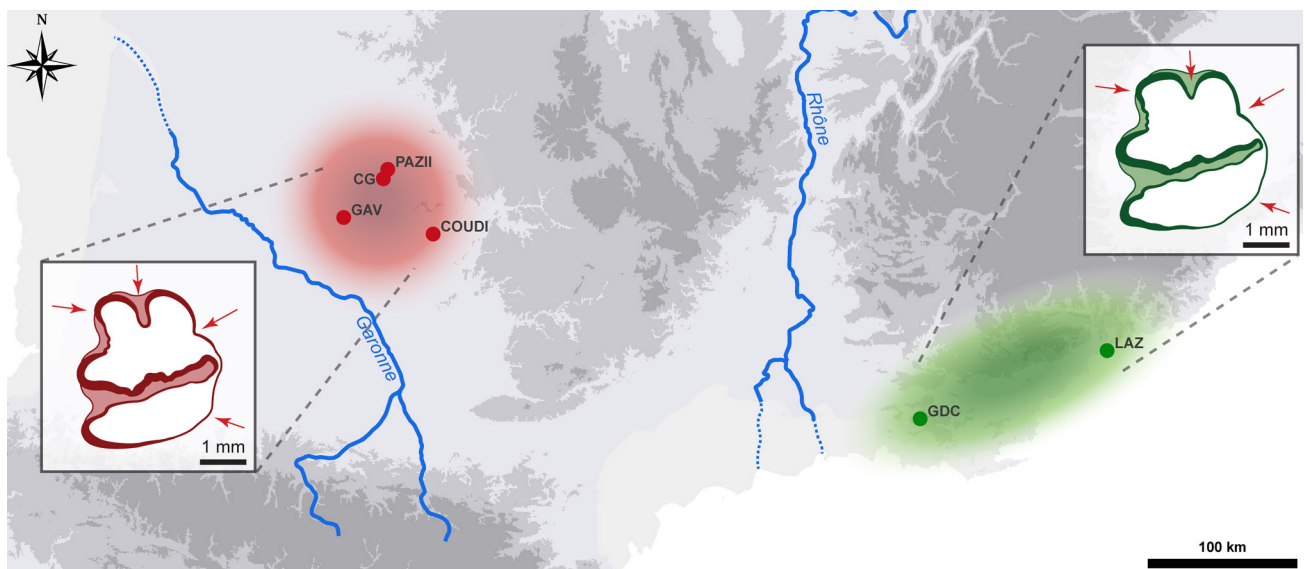 N
PAZII
CG
GAV
COUDI
Garonne
1 mm
Rhône
1 mm
LAZ
GDC
100 km